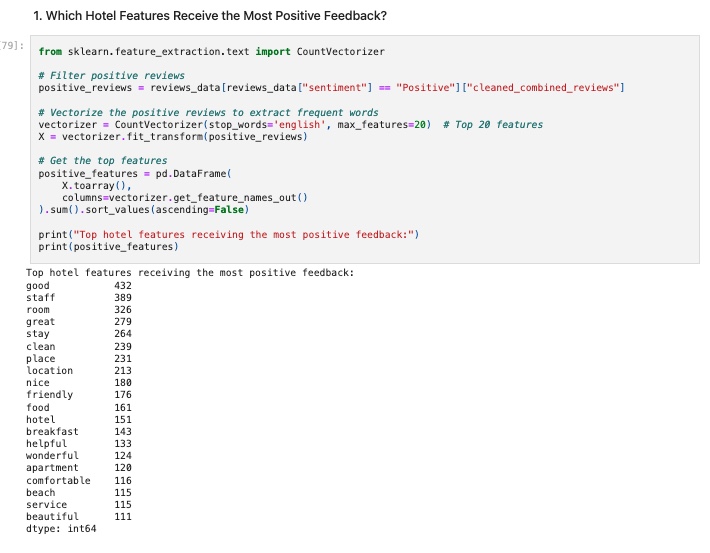 1. Which Hotel Features Receive the Most Positive Feedback?
79]:
from sklearn.feature_extraction.text import CountVectorizer
# Filter positive reviews
positive_reviews = reviews_data[reviews_data["sentiment"] == "Positive"]["cleaned_combined_reviews"]
# Vectorize the positive reviews to extract frequent words
vectorizer = CountVectorizer(stop_words='english', max_features=20)  # Top 20 features
X = vectorizer.fit_transform(positive_reviews)
# Get the top features
positive_features = pd.DataFrame(
    X.toarray(),
    columns=vectorizer.get_feature_names_out()
).sum().sort_values(ascending=False)
print("Top hotel features receiving the most positive feedback:")
print(positive_features)
Top hotel features receiving the most positive feedback:
good 432
staff 389
room 326
great 279
stay 264
clean 239
place 231
location 213
nice 180
friendly 176
food 161
hotel 151
breakfast 143
helpful 133
wonderful 124
apartment 120
comfortable 116
beach 115
service 115
beautiful 111
dtype: int64